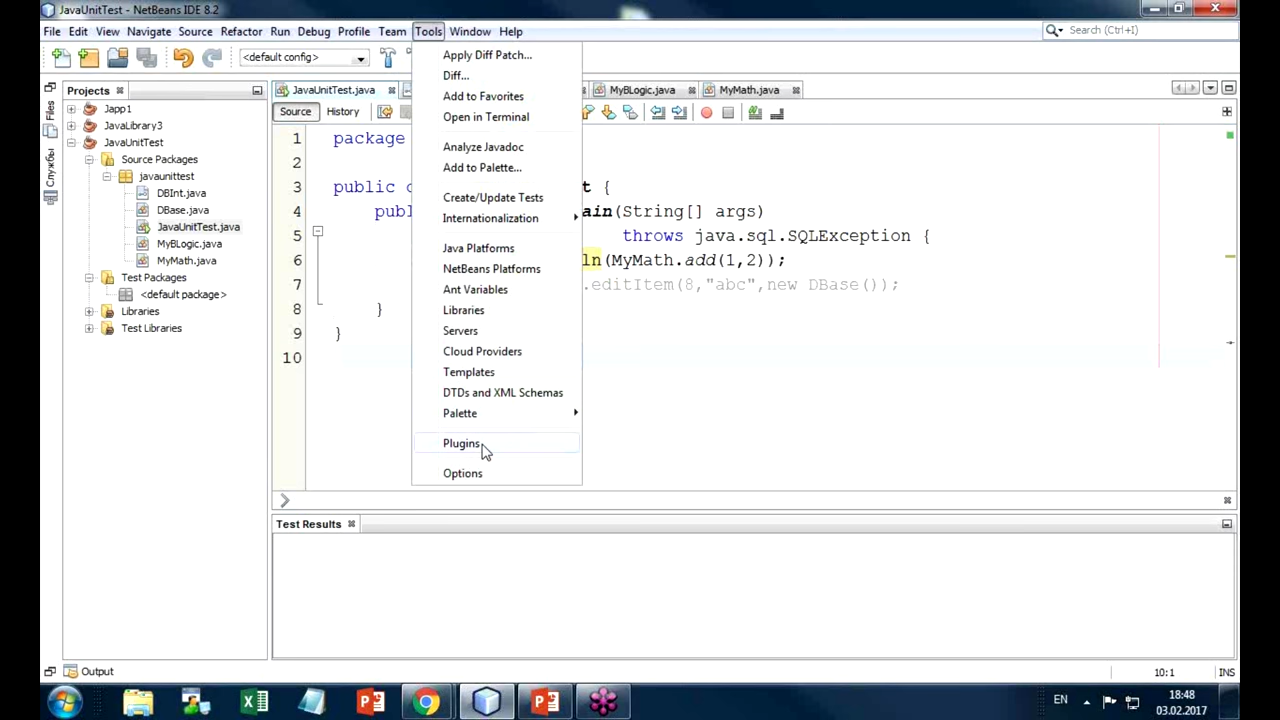 JavaUnitTest - NetBeans IDE 8.2
File Edit View Navigate Source Refactor Run Debug Profile Team Tools Window Help
Search (Ctrl+I)
<default config>
Projects
Файлы
Службы
Japp1
JavaLibrary3
JavaUnitTest
Source Packages
javaunittest
DBInt.java
DBase.java
JavaUnitTest.java
MyBLogic.java
MyMath.java
Test Packages
<default package>
Libraries
Test Libraries
Apply Diff Patch...
Diff...
Add to Favorites
Open in Terminal
Analyze Javadoc
Add to Palette...
Create/Update Tests
Internationalization
Java Platforms
NetBeans Platforms
Ant Variables
Libraries
Servers
Cloud Providers
Templates
DTDs and XML Schemas
Palette
Plugins
Options
JavaUnitTest.java MyBLogic.java MyMath.java
Source History
1 package
2
3 public c t {
4 publ ain(String[] args)
5 throws java.sql.SQLException {
6 ln(MyMath.add(1,2));
7 .editItem(8,"abc",new DBase());
8 }
9 }
10
Test Results
Output
10:1 INS
EN
18:48
03.02.2017